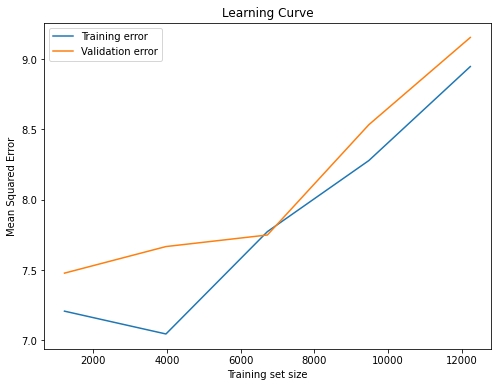 Learning Curve
Training error
Validation error
9.0
8.5
8.0
7.5
7.0
Mean Squared Error
2000 4000 6000 8000 10000 12000
Training set size